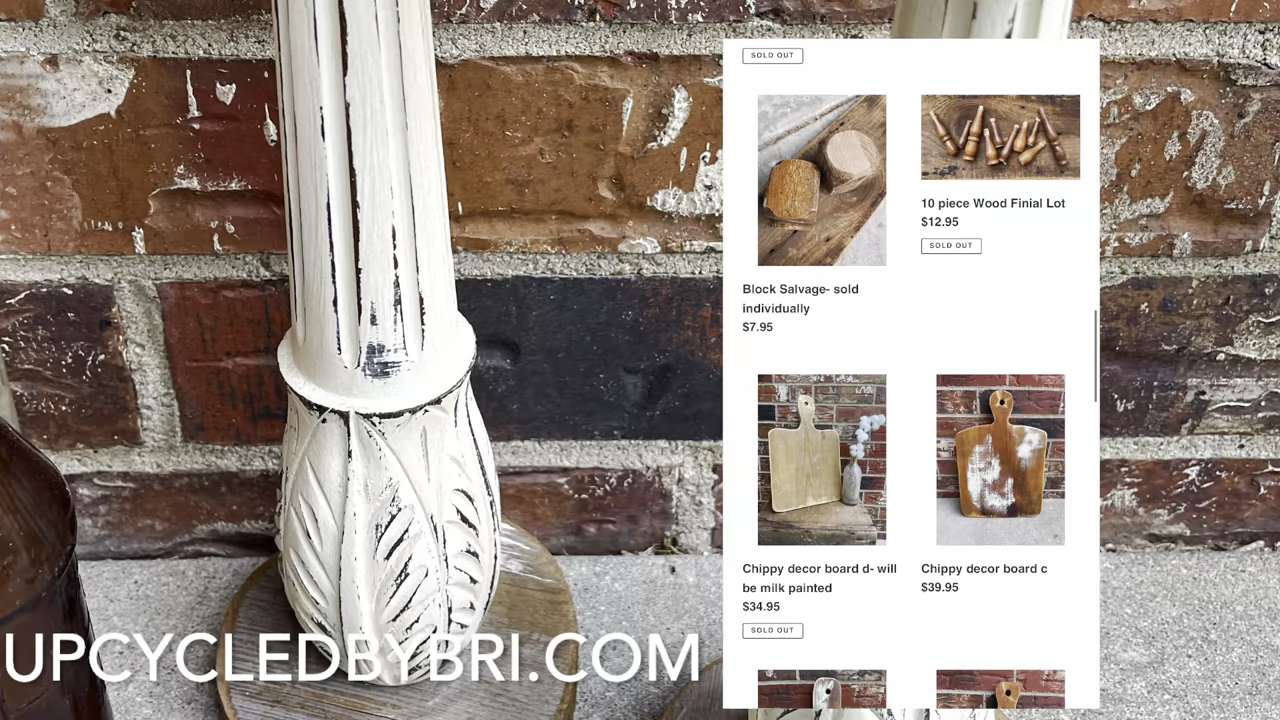 SOLD OUT
10 piece Wood Finial Lot
$12.95
SOLD OUT
Block Salvage- sold
individually
$7.95
Chippy decor board d- will
be milk painted
$34.95
SOLD OUT
Chippy decor board c
$39.95
UPCYCLEDBYBRI.COM